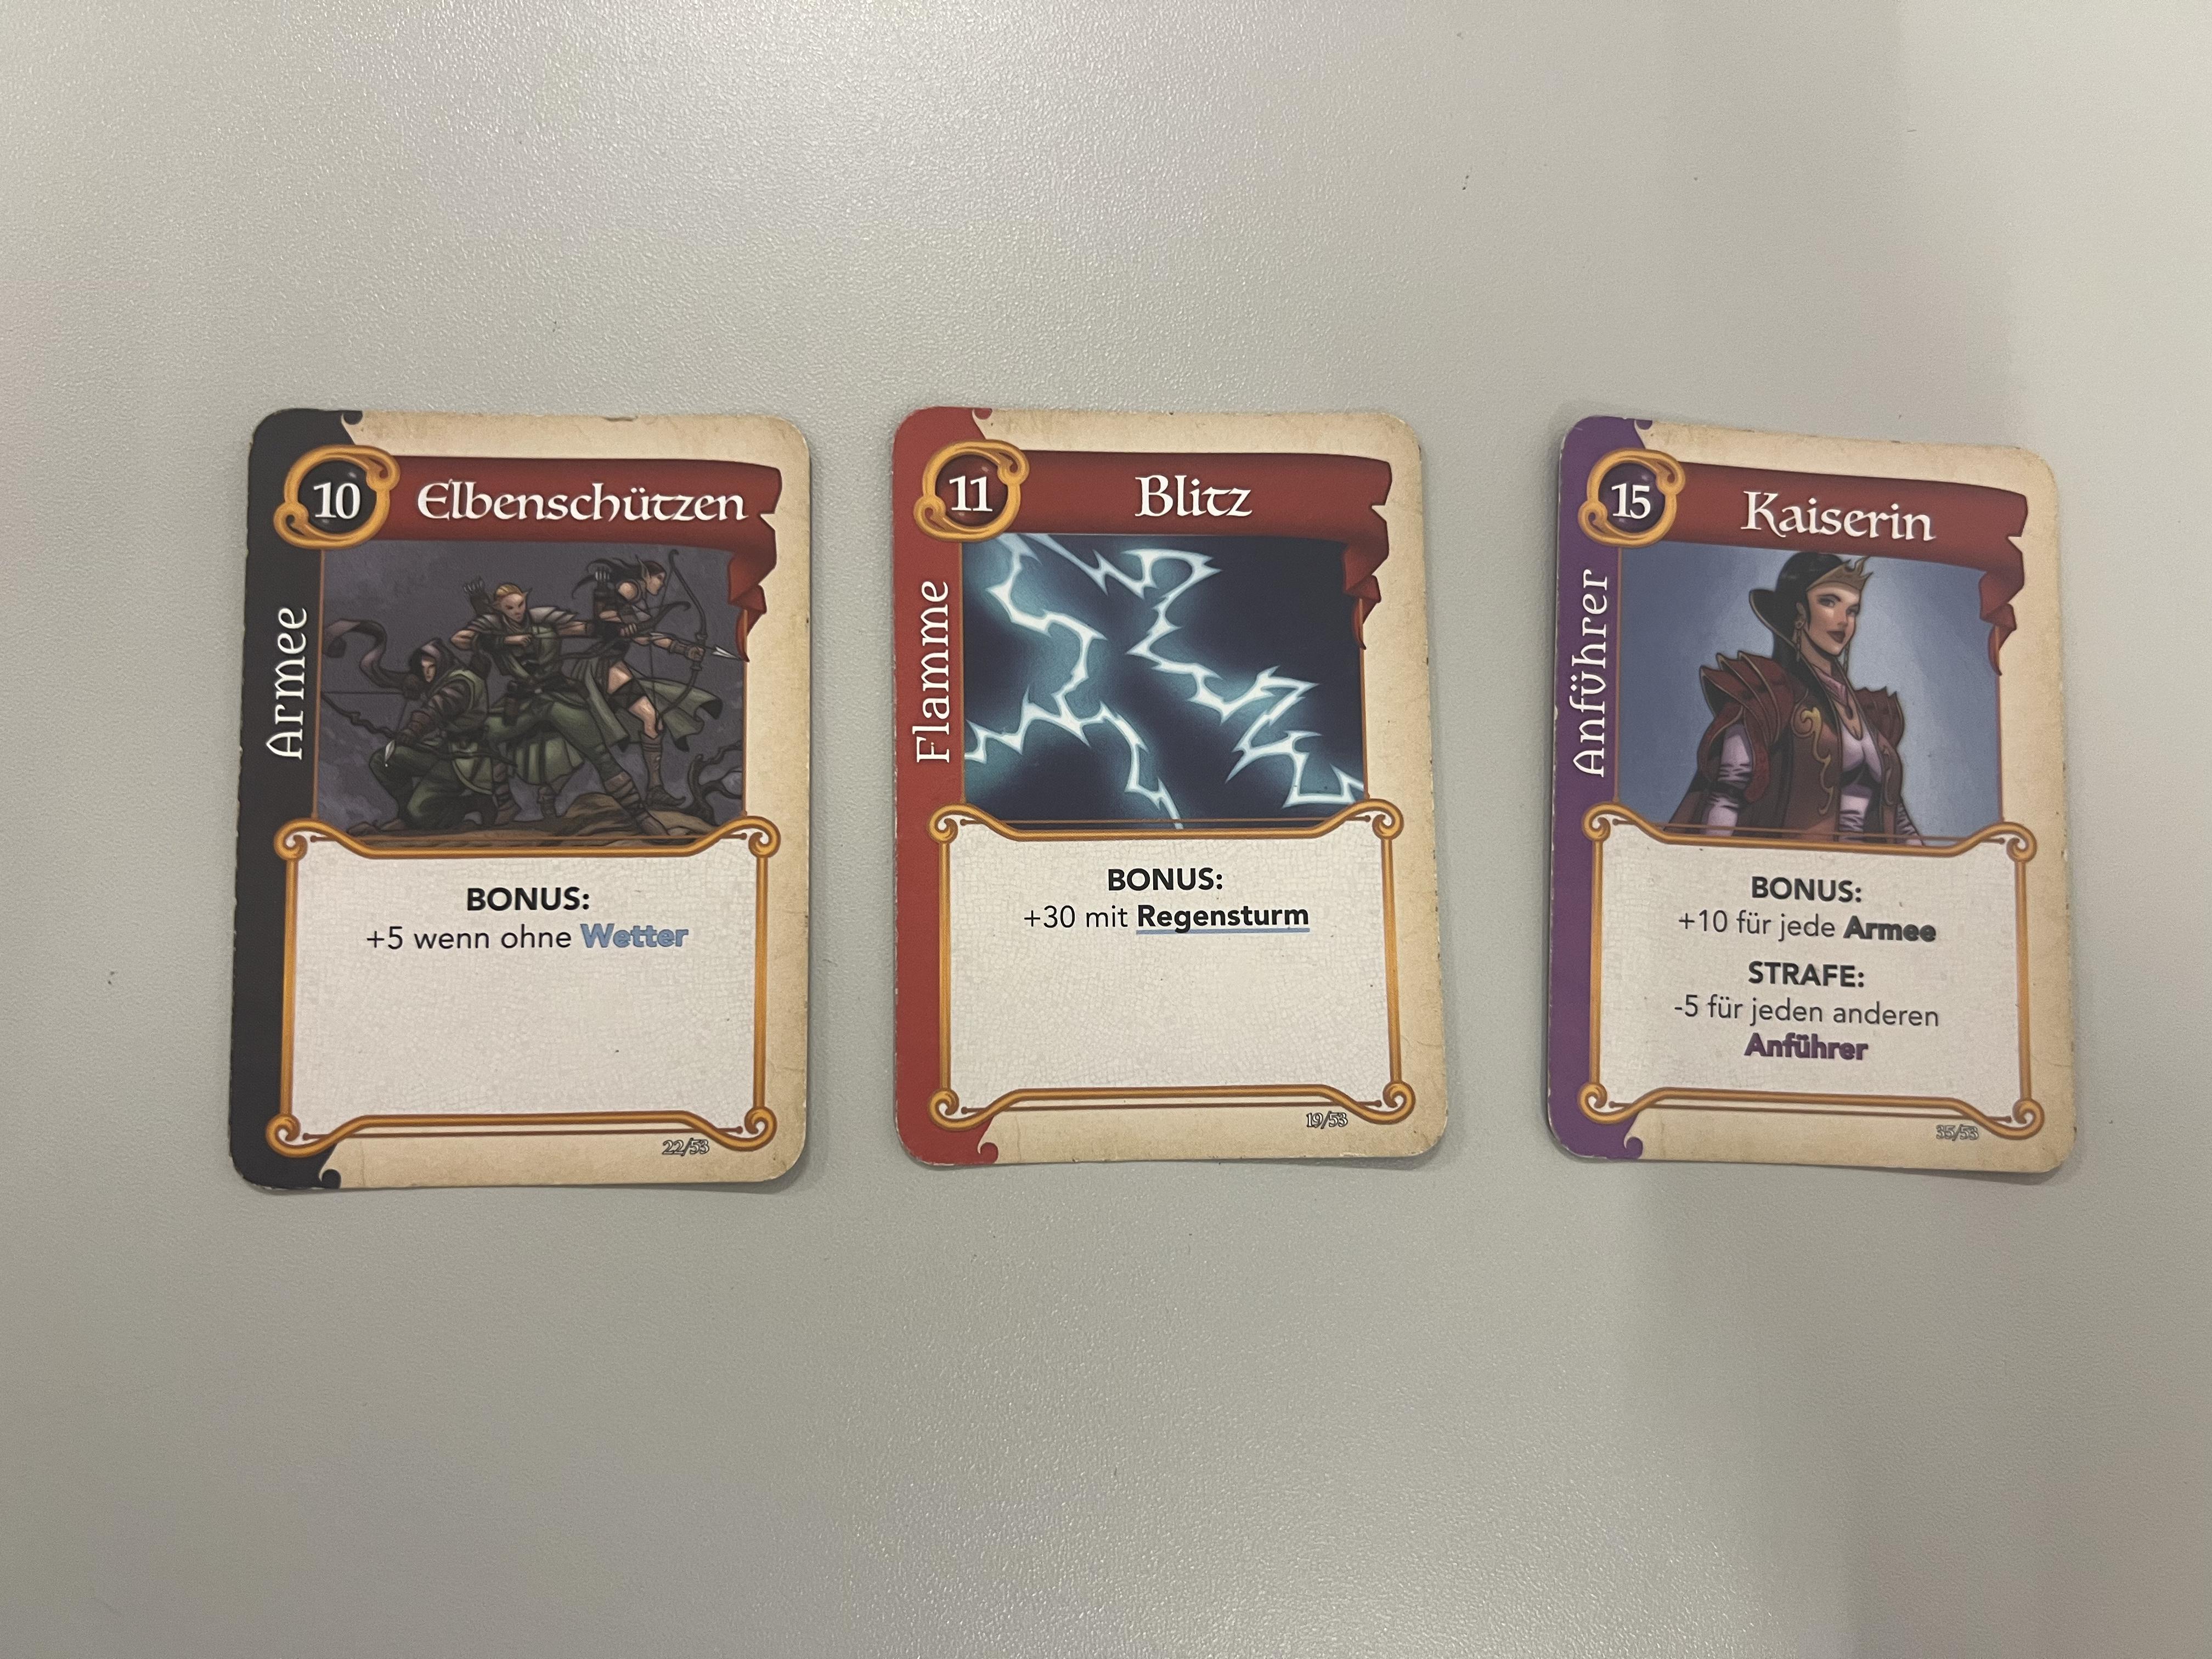 10
Elbenschützen
Armee
BONUS:
+5 wenn ohne Wetter
22/53
11
Blitz
Flamme
BONUS:
+30 mit Regensturm
19/53
15
Kaiserin
Anführer
BONUS:
+10 für jede Armee
STRAFE:
-5 für jeden anderen
Anführer
35/53